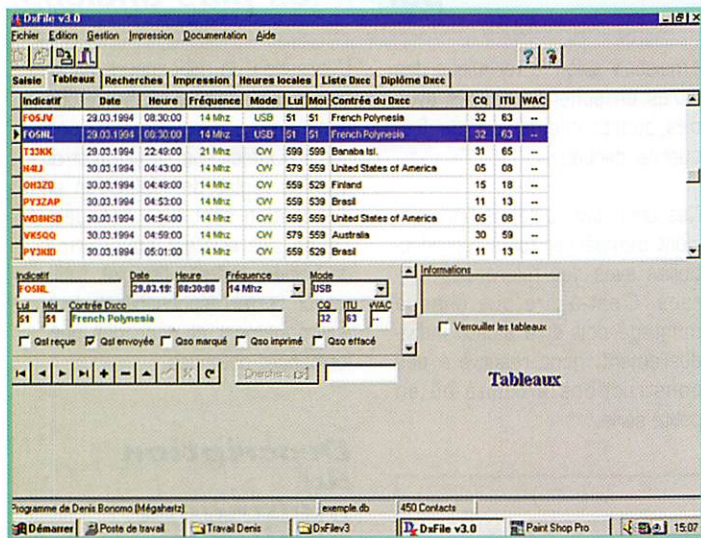 DxFile v3.0
Fichier Edition Gestion Impression Documentation Aide
Saisie Tableaux Recherches Impression Heures locales Liste Dxcc Diplôme Dxcc
Indicatif Date Heure Fréquence Mode Lui Moi Contrée du Dxcc CQ ITU WAC
FO5JV 29.03.1994 08:30:00 14 Mhz USB 51 51 French Polynesia 32 63 --
FO5HL 29.03.1994 08:30:00 14 Mhz USB 51 51 French Polynesia 32 63 --
T33KK 29.03.1994 22:49:00 21 Mhz CW 599 599 Banaba Isl. 31 65 --
30.03.1994 04:43:00 14 Mhz CW 579 559 United States of America 05 08 --
OH3ZO 30.03.1994 04:49:00 14 Mhz CW 559 529 Finland 15 18 --
PY3ZAP 30.03.1994 04:53:00 14 Mhz CW 559 539 Brasil 11 13 --
WD8NSD 30.03.1994 04:54:00 14 Mhz CW 559 559 United States of America 05 08 --
VK5QQ 30.03.1994 04:59:00 14 Mhz CW 579 559 Australia 30 59 --
30.03.1994 05:01:00 14 Mhz CW 559 529 Brasil 11 13 --
Indicatif Date Heure Fréquence Mode Informations
FO5HL 29.03.19 08:30:00 14 Mhz USB
Lui Moi Contrée Dxcc CQ ITU WAC
51 51 French Polynesia 32 63 --
Verrouiller les tableaux
Qsl reçue Qsl envoyée Qso marqué Qso imprimé Qso effacé
Chercher...
Tableaux
Programme de Denis Bonomo (Mégahertz) exemple.db 450 Contacts
Démarrer Poste de travail Travail Denis DxFilev3 DxFile v3.0 Paint Shop Pro 15:07